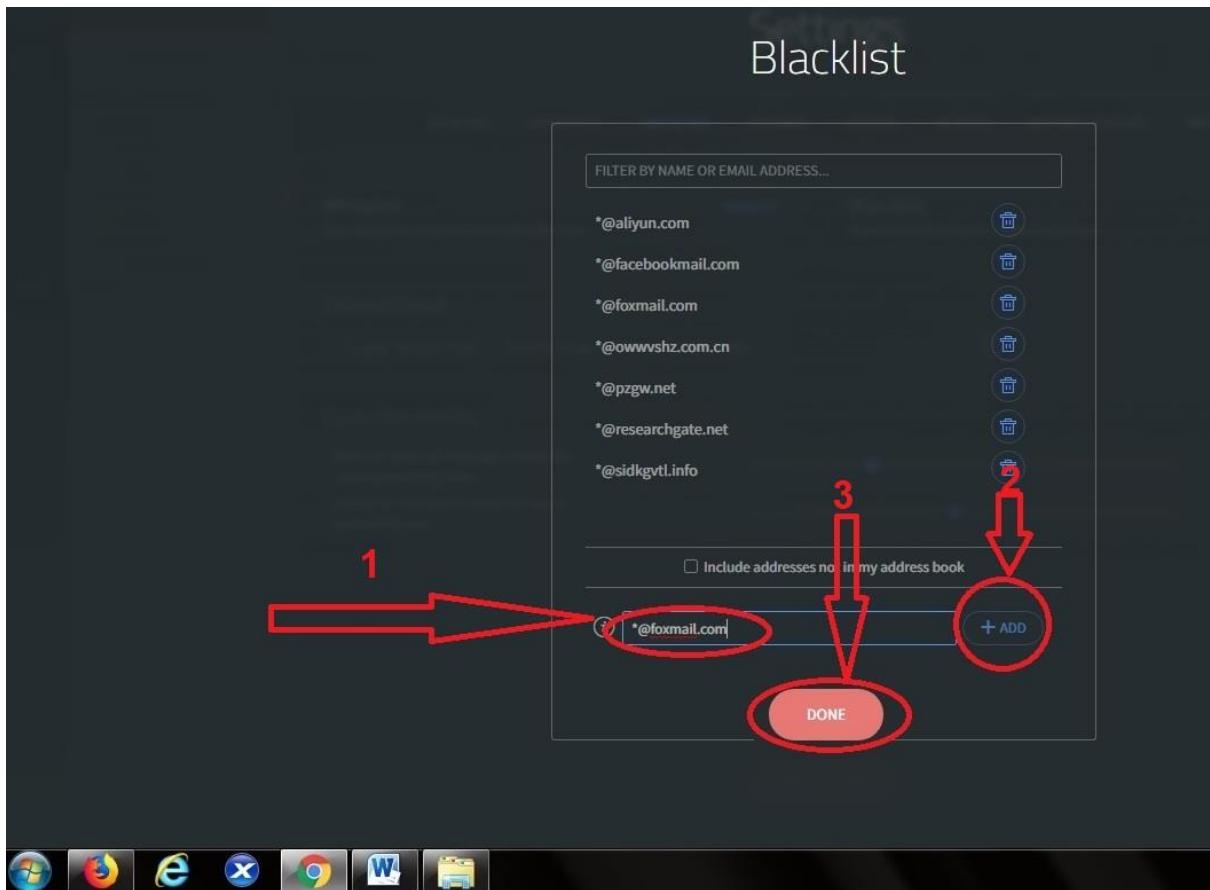 Settings
Blacklist
FILTER BY NAME OR EMAIL ADDRESS...
*@aliyun.com
*@facebookmail.com
*@foxmail.com
*@owwvshz.com.cn
*@pzgw.net
*@researchgate.net
*@sidkgvtl.info
2
3
1
Include addresses not in my address book
*@foxmail.com
+ ADD
DONE